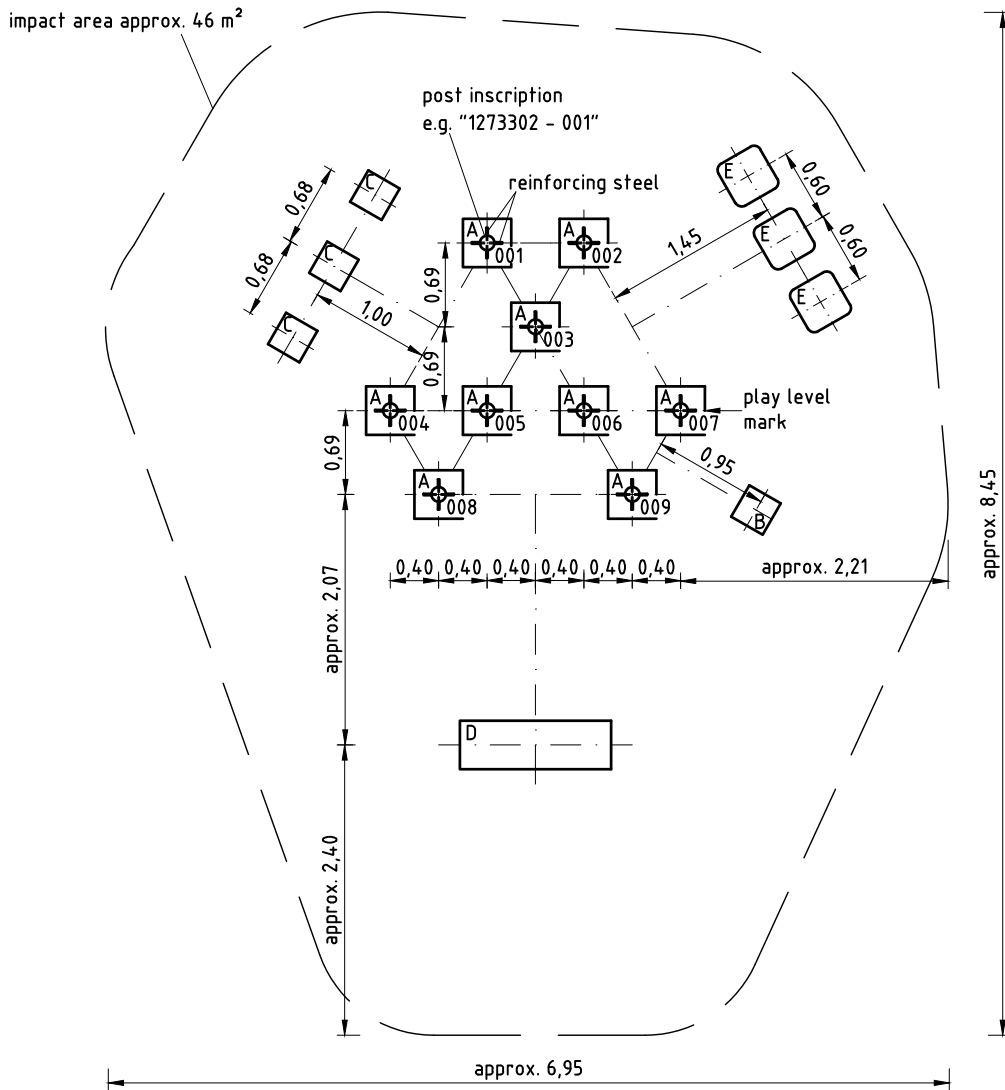 impact area approx. 46 m²
post inscription
e.g. "1273302 - 001"
reinforcing steel
C
0,68
C
0,68
C
1,00
A
001
A
002
0,69
A
003
0,69
E
0,60
E
0,60
E
1,45
A
004
A
005
A
006
A
007
play level
mark
0,69
A
008
A
009
0,95
B
0,40
0,40
0,40
0,40
0,40
0,40
approx. 2,21
approx. 8,45
approx. 2,07
D
approx. 2,40
approx. 6,95